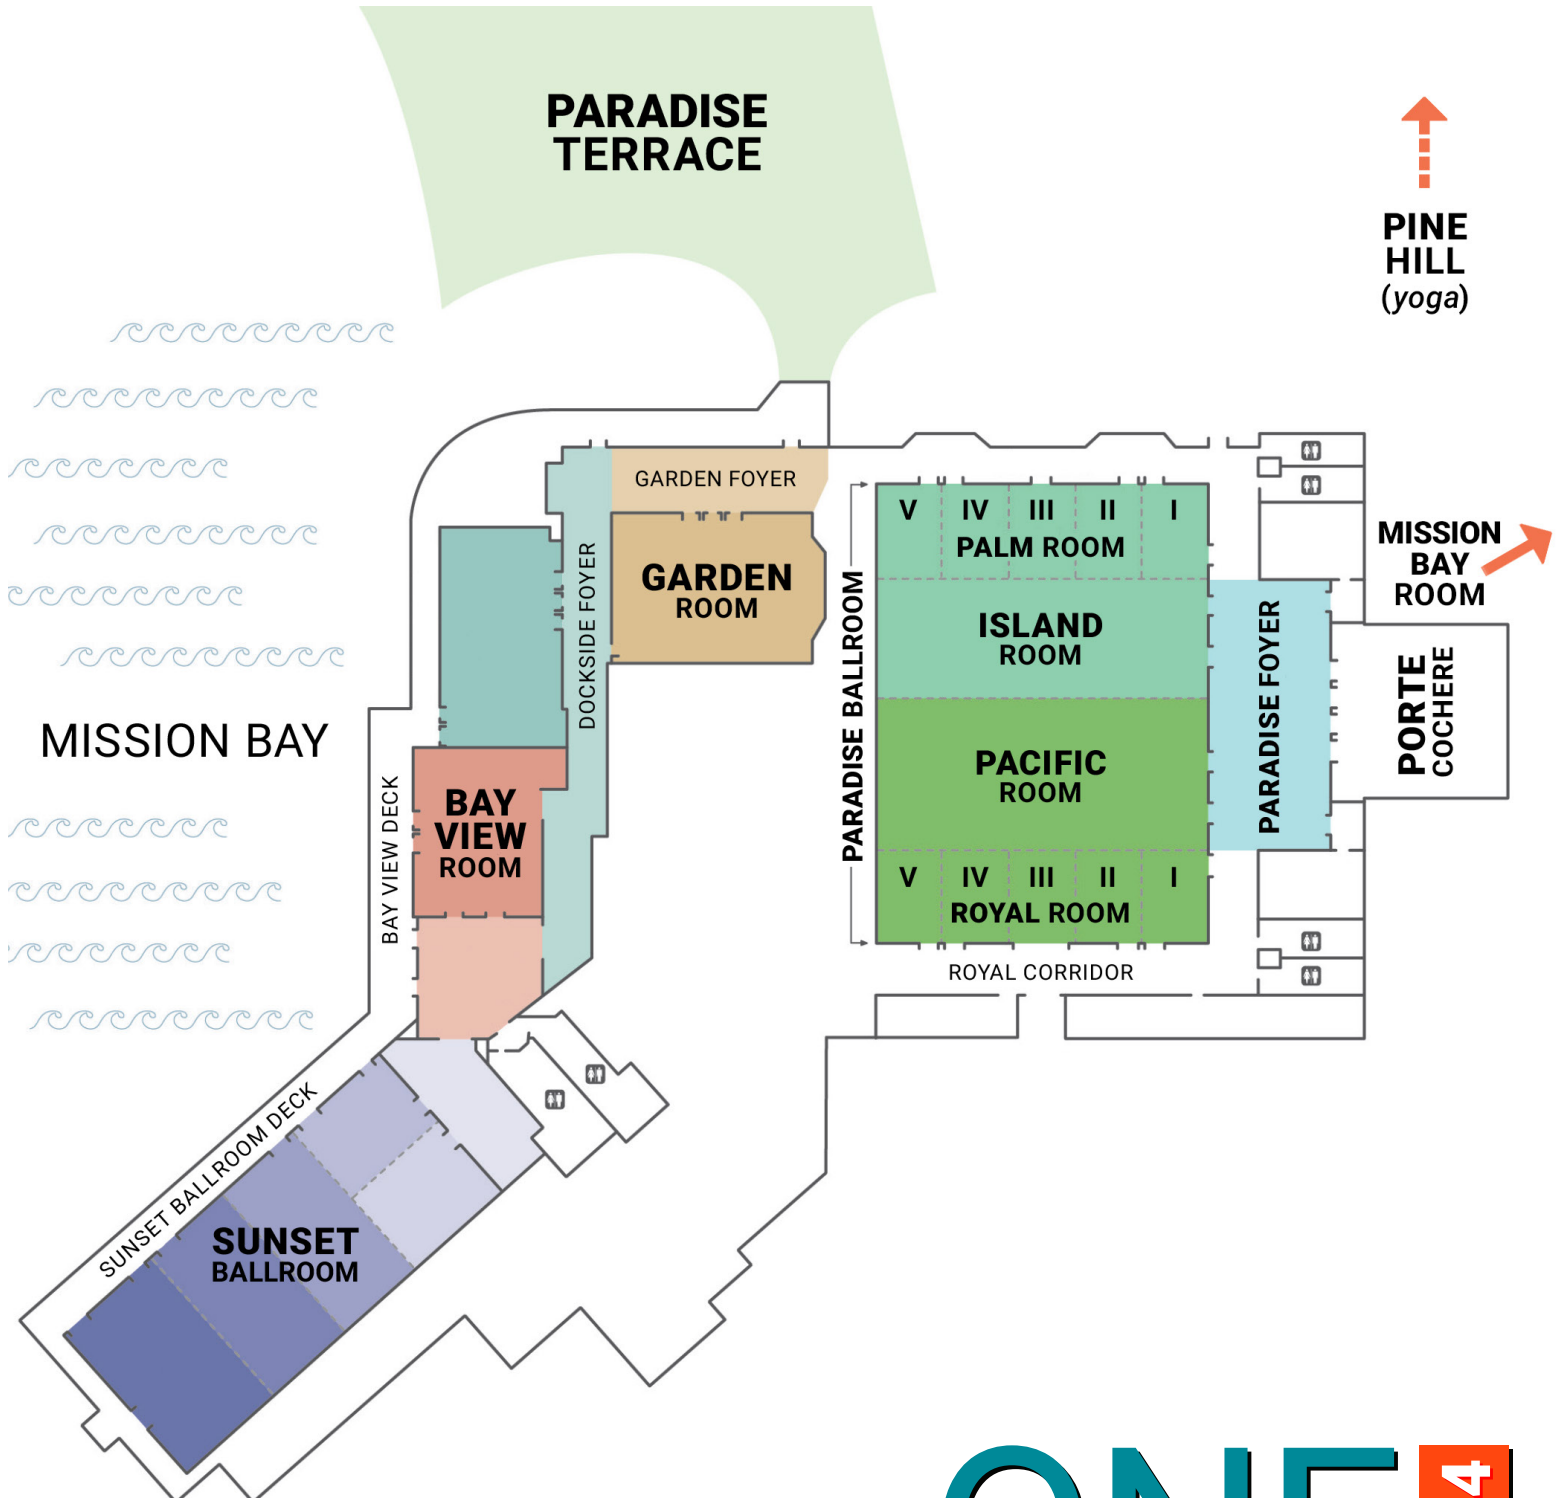 PARADISE
TERRACE
PINE
HILL
(yoga)
GARDEN FOYER
V IV III II I
PALM ROOM
MISSION
BAY
ROOM
GARDEN
ROOM
DOCKSIDE FOYER
PARADISE BALLROOM
ISLAND
ROOM
PARADISE FOYER
PORTE
COCHERE
MISSION BAY
PACIFIC
ROOM
BAY VIEW DECK
BAY
VIEW
ROOM
V IV III II I
ROYAL ROOM
ROYAL CORRIDOR
SUNSET BALLROOM DECK
SUNSET
BALLROOM
ONE
4